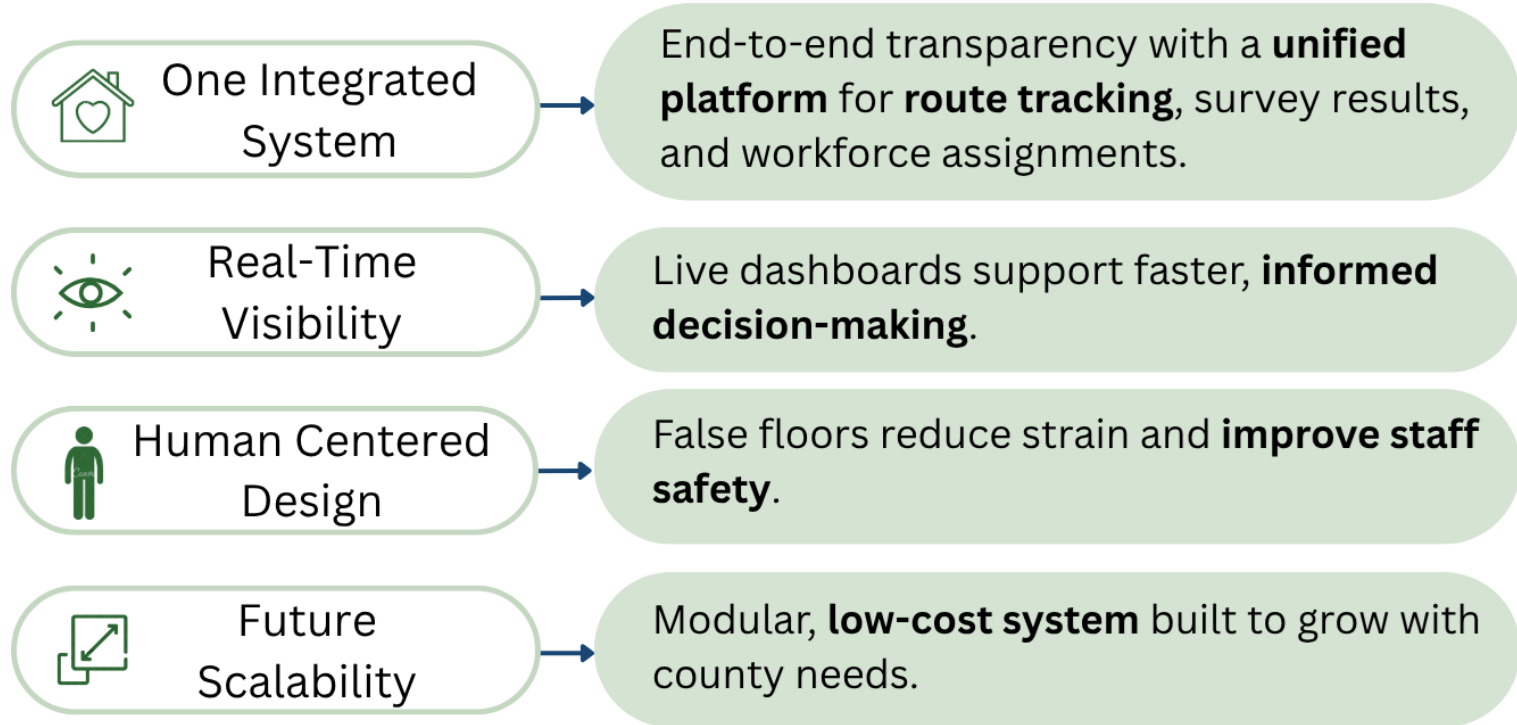 One Integrated
System
End-to-end transparency with a unified
platform for route tracking, survey results,
and workforce assignments.
Real-Time
Visibility
Live dashboards support faster, informed
decision-making.
Human Centered
Design
Canva
False floors reduce strain and improve staff
safety.
Future
Scalability
Modular, low-cost system built to grow with
county needs.